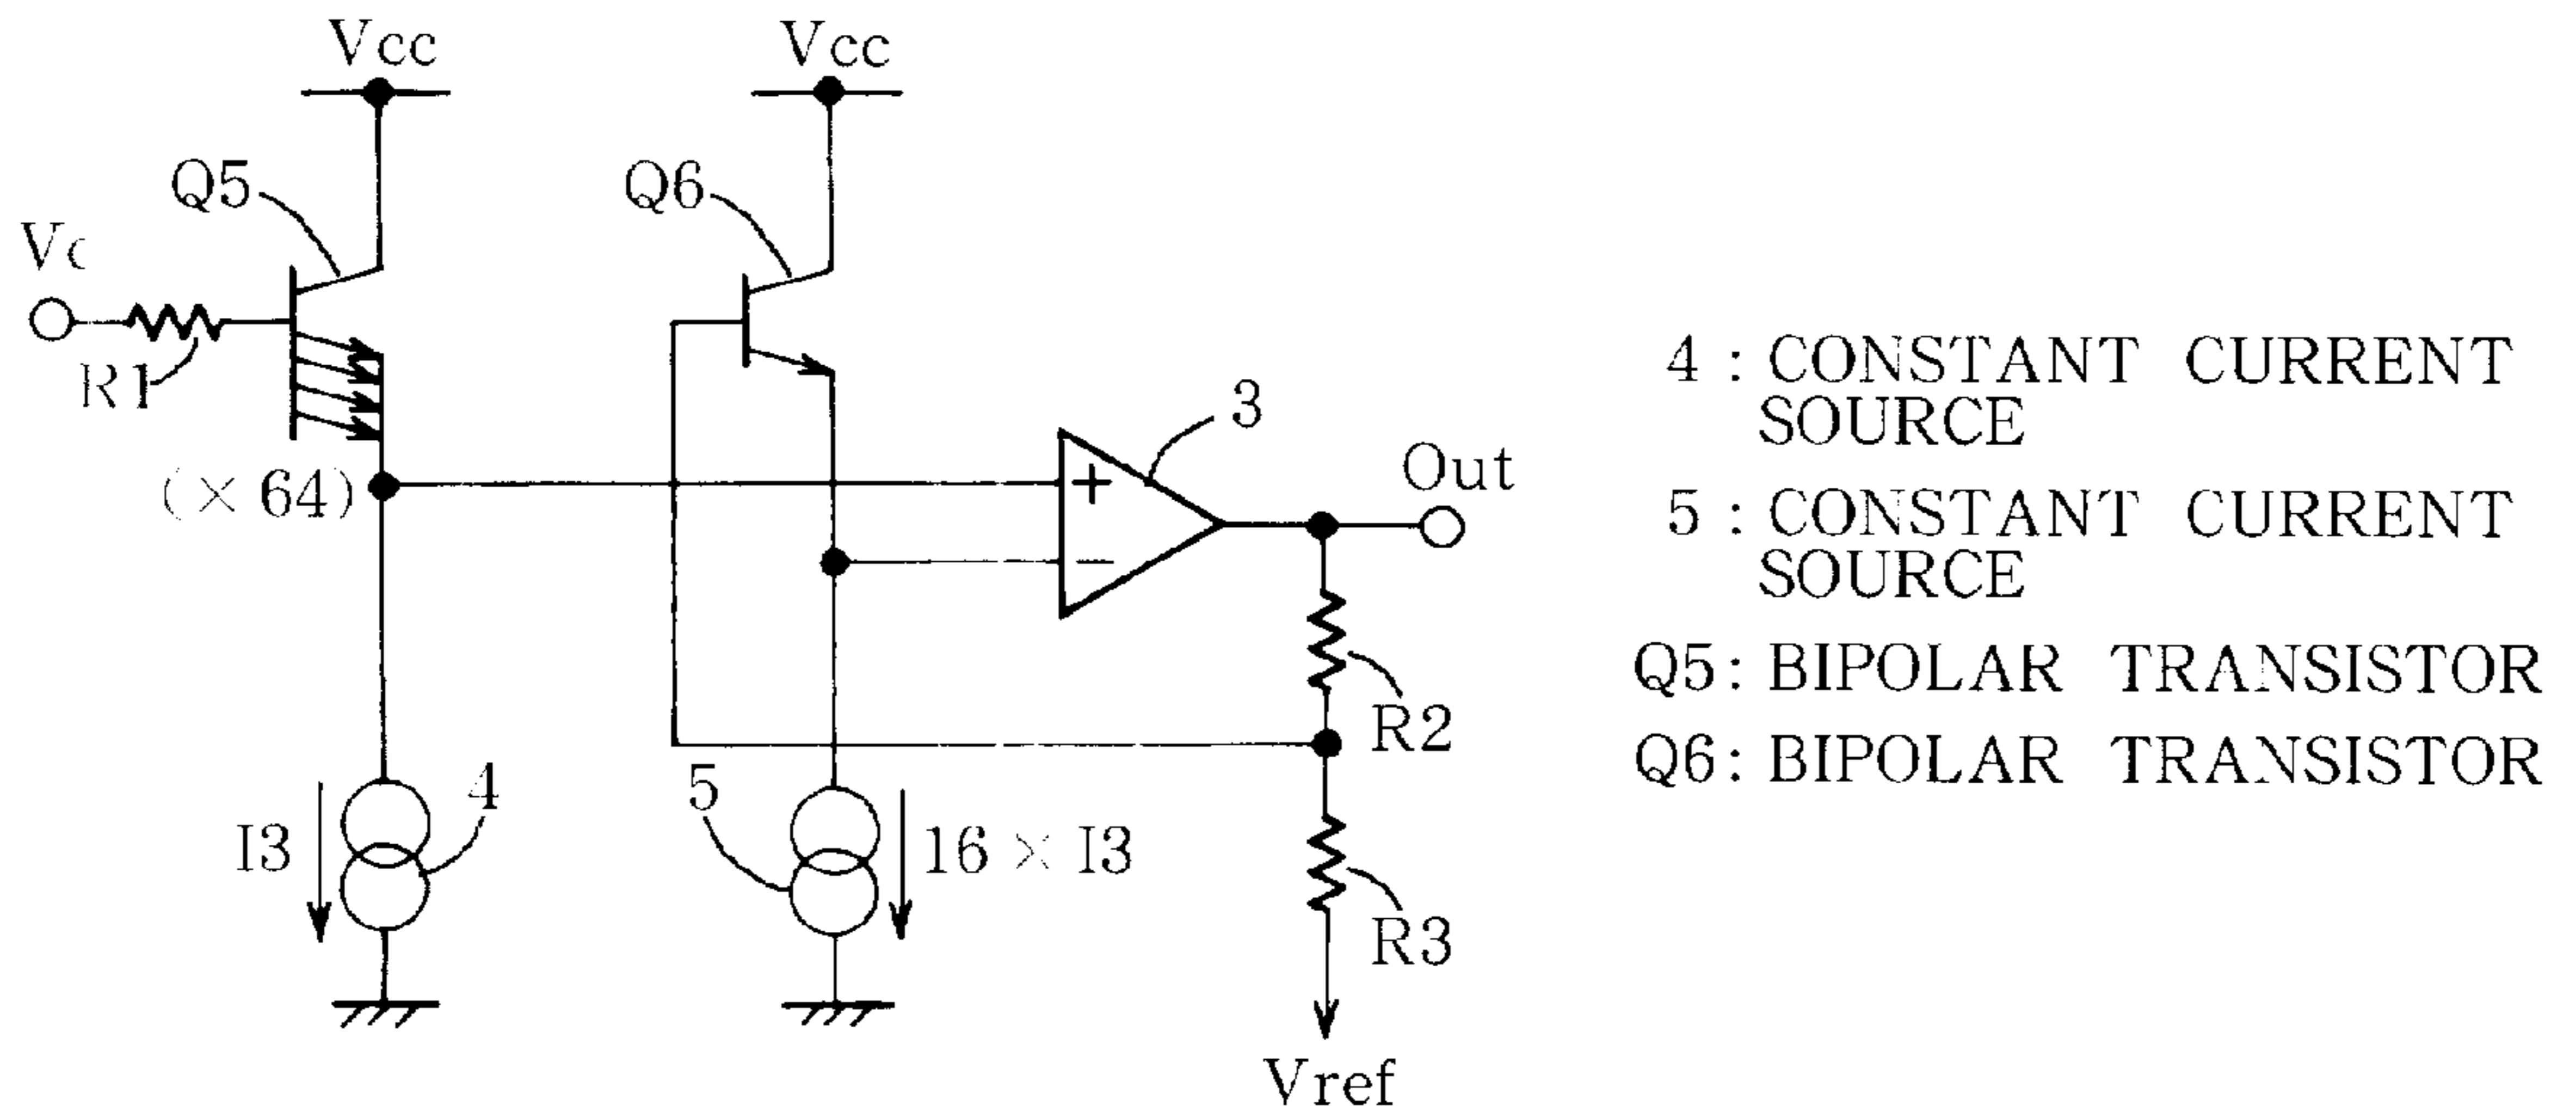 Vcc
Vcc
Q5
Q6
Vc
R1
3
Out
(× 64)
+
−
R2
I3
4
5
16 × I3
R3
Vref
4 : CONSTANT CURRENT
SOURCE
5 : CONSTANT CURRENT
SOURCE
Q5: BIPOLAR TRANSISTOR
Q6: BIPOLAR TRANSISTOR